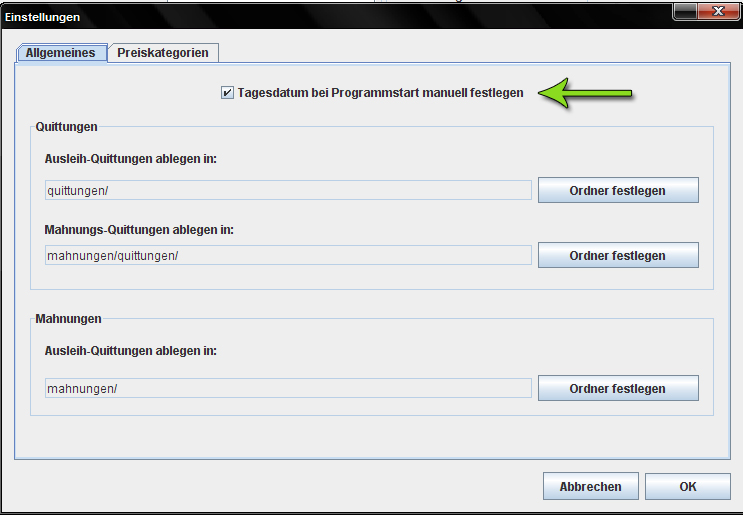 Einstellungen
Allgemeines
Preiskategorien
Tagesdatum bei Programmstart manuell festlegen
Quittungen
Ausleih-Quittungen ablegen in:
quittungen/
Ordner festlegen
Mahnungs-Quittungen ablegen in:
mahnungen/quittungen/
Ordner festlegen
Mahnungen
Ausleih-Quittungen ablegen in:
mahnungen/
Ordner festlegen
Abbrechen
OK